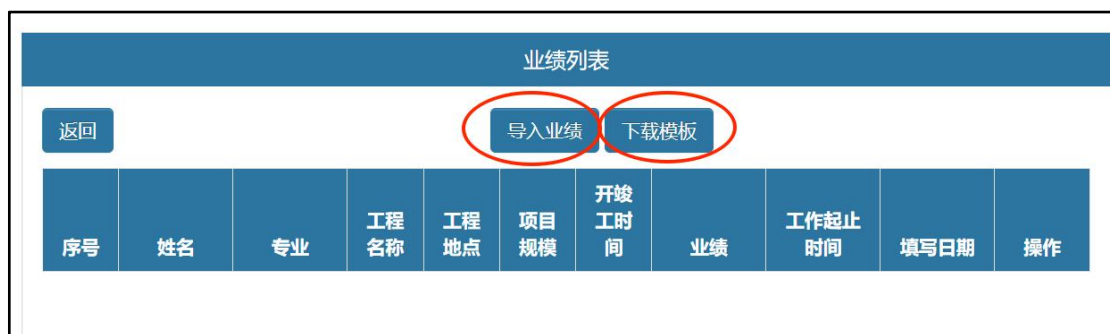 业绩列表
返回 导入业绩 下载模板
序号 姓名 专业 工程名称 工程地点 项目规模 开竣工时间 业绩 工作起止时间 填写日期 操作